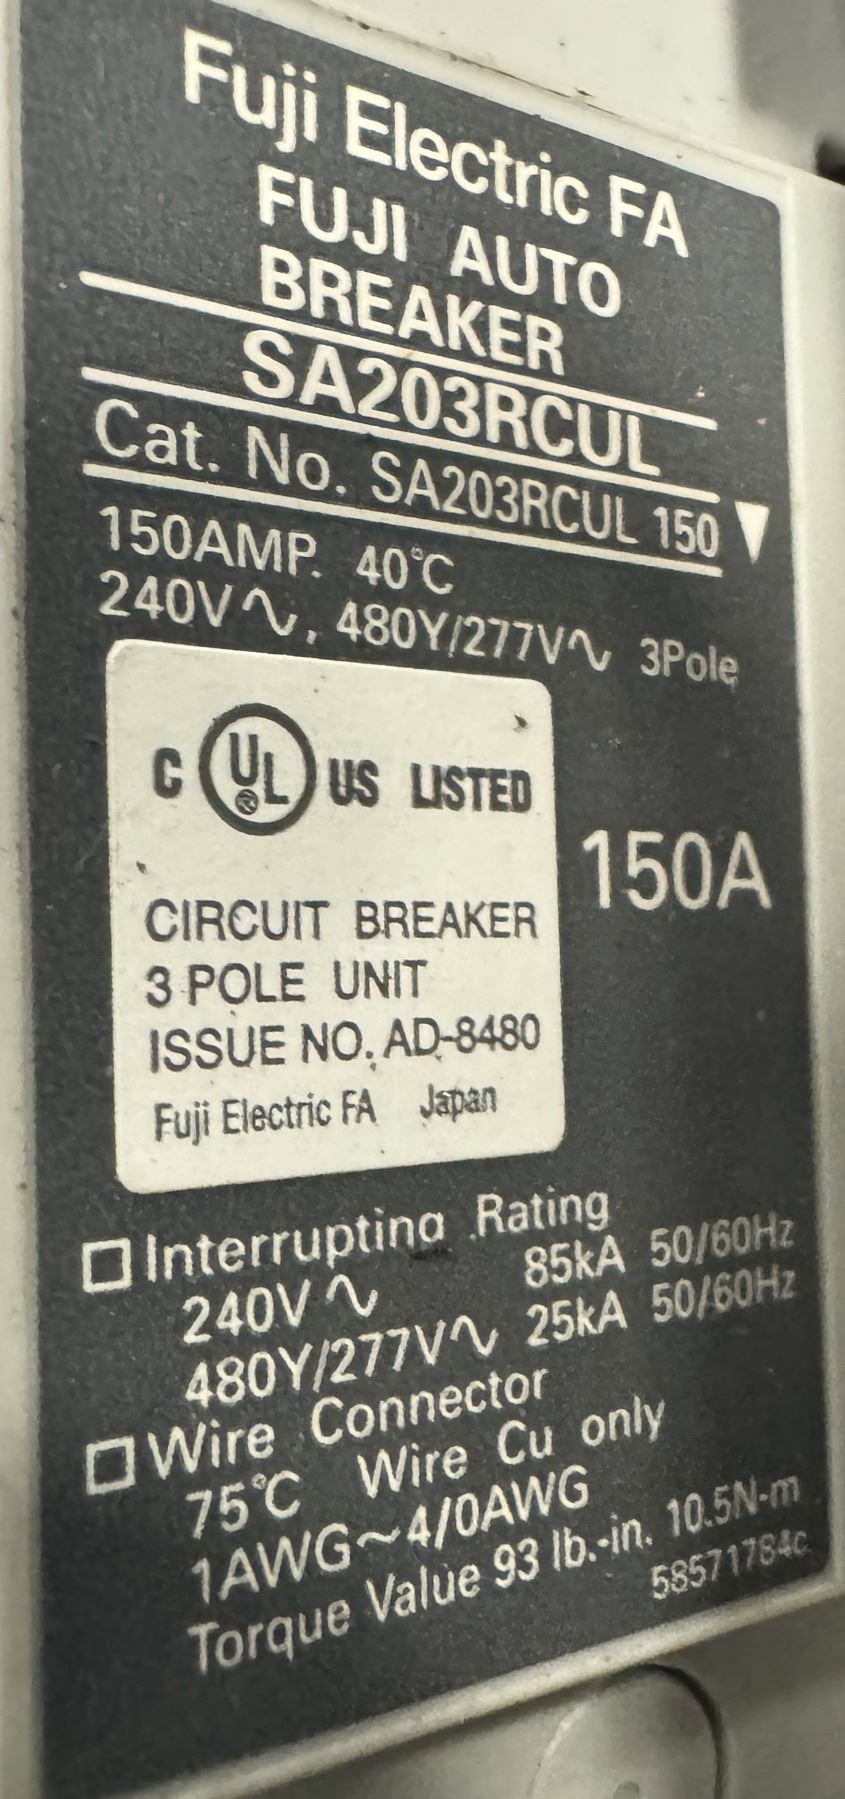 Fuji Electric FA
FUJI AUTO
BREAKER
SA203RCUL
Cat. No. SA203RCUL 150
150AMP. 40°C
240V∿, 480Y/277V∿ 3Pole
C UL® US LISTED
150A
CIRCUIT BREAKER
3 POLE UNIT
ISSUE NO. AD-8480
Fuji Electric FA Japan
□ Interrupting Rating
240V∿ 85kA 50/60Hz
480Y/277V∿ 25kA 50/60Hz
□ Wire Connector
75°C Wire Cu only
1AWG~4/0AWG
Torque Value 93 lb.-in. 10.5N-m
58571784c